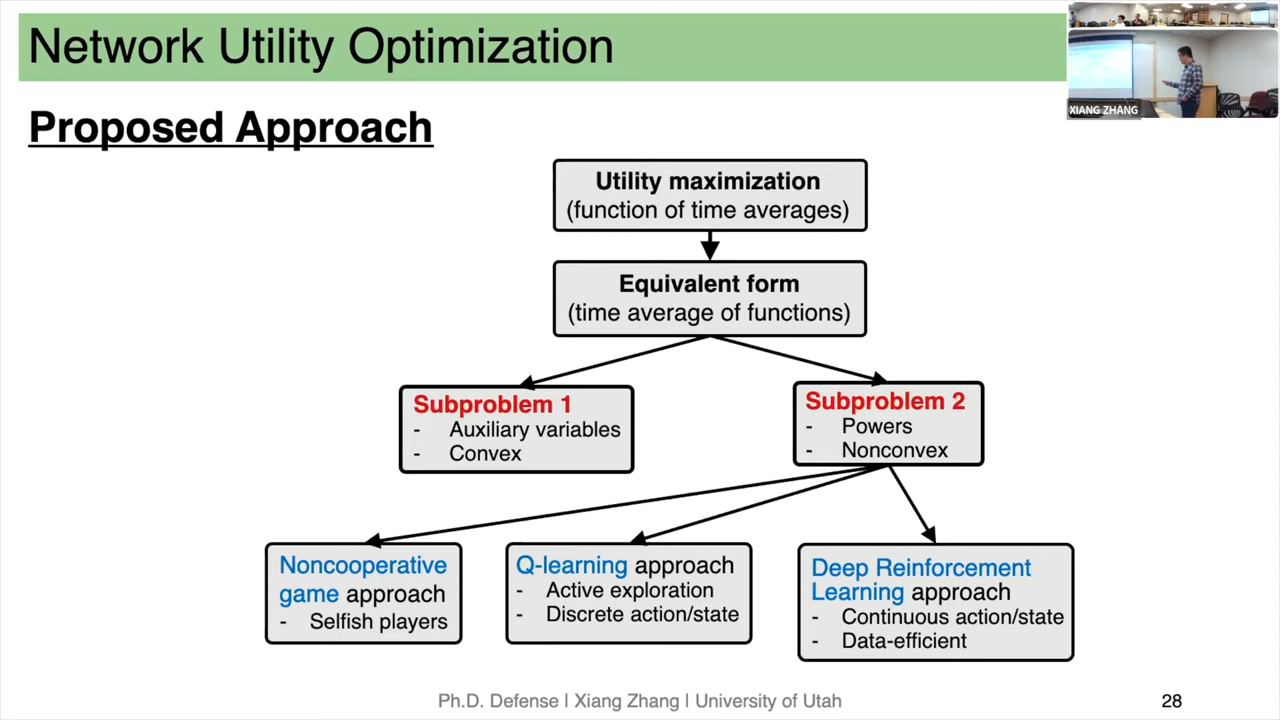 Network Utility Optimization
XIANG ZHANG
Proposed Approach
Utility maximization
(function of time averages)
Equivalent form
(time average of functions)
Subproblem 1
- Auxiliary variables
- Convex
Subproblem 2
- Powers
- Nonconvex
Noncooperative
game approach
- Selfish players
Q-learning approach
- Active exploration
- Discrete action/state
Deep Reinforcement
Learning approach
- Continuous action/state
- Data-efficient
Ph.D. Defense | Xiang Zhang | University of Utah
28